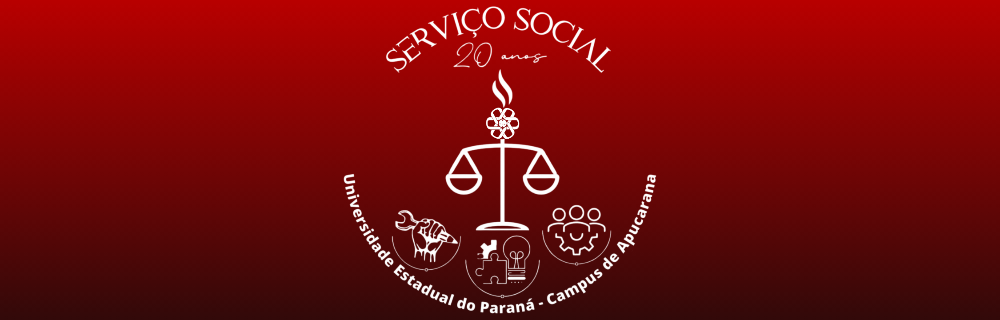 SERVIÇO SOCIAL
20 anos
Universidade Estadual do Paraná - Campus de Apucarana